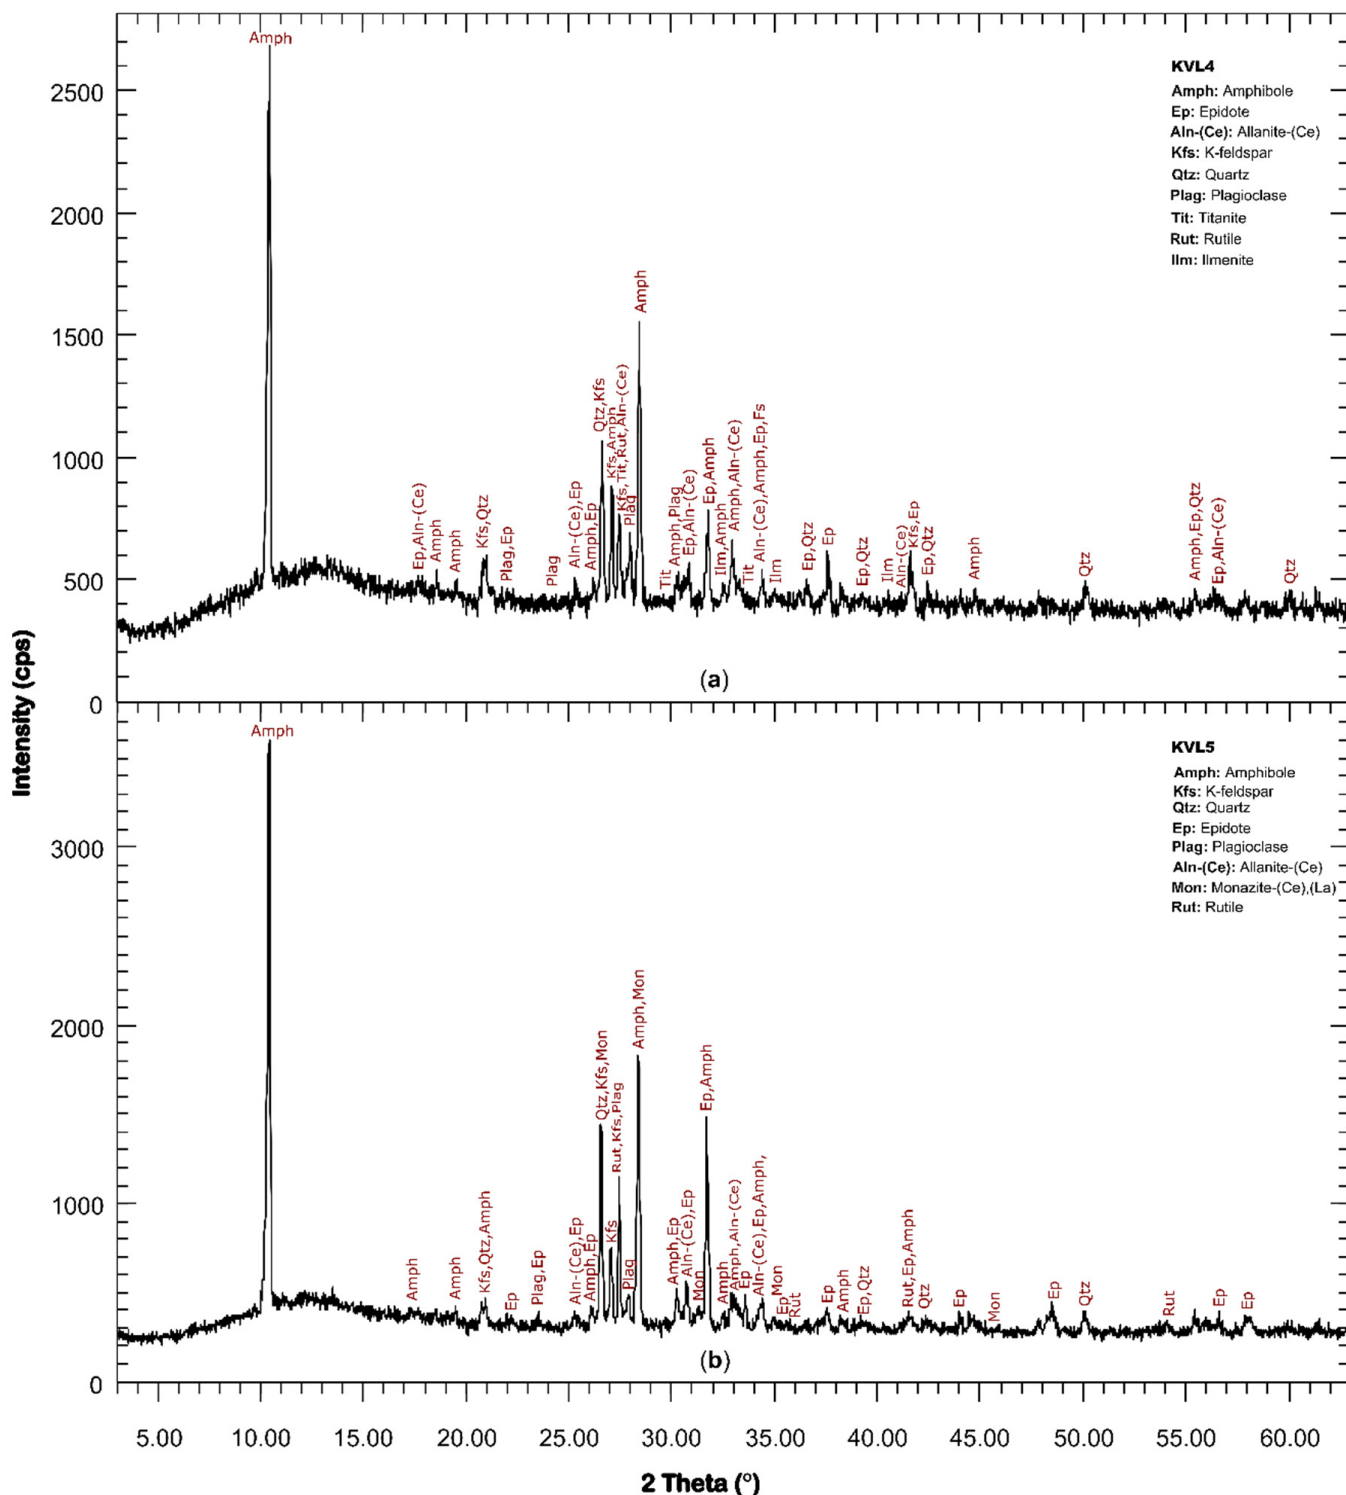 Intensity (cps)
2500
2000
1500
1000
500
0
KVL4
Amph: Amphibole
Ep: Epidote
Aln-(Ce): Allanite-(Ce)
Kfs: K-feldspar
Qtz: Quartz
Plag: Plagioclase
Tit: Titanite
Rut: Rutile
Ilm: Ilmenite
Amph
Ep,Aln-(Ce)
Amph
Amph
Kfs,Qtz
Plag,Ep
Plag
Aln-(Ce),Ep
Amph,Ep
Qtz,Kfs
Kfs,Amph
Kfs,Tit,Rut,Aln-(Ce)
Plag
Amph
Tit
Amph,Plag
Ep,Aln-(Ce)
Ep,Amph
Ilm,Amph
Amph,Aln-(Ce)
Tit
Aln-(Ce),Amph,Ep,Fs
Ilm
Ep,Qtz
Ep
Ep,Qtz
Ilm
Aln-(Ce)
Kfs,Ep
Ep,Qtz
Amph
Qtz
Amph,Ep,Qtz
Ep,Aln-(Ce)
Qtz
(a)
3000
2000
1000
0
KVL5
Amph: Amphibole
Kfs: K-feldspar
Qtz: Quartz
Ep: Epidote
Plag: Plagioclase
Aln-(Ce): Allanite-(Ce)
Mon: Monazite-(Ce),(La)
Rut: Rutile
Amph
Amph
Amph
Kfs,Qtz,Amph
Ep
Plag,Ep
Aln-(Ce),Ep
Amph,Ep
Qtz,Kfs,Mon
Kfs
Rut,Kfs,Plag
Plag
Amph,Mon
Amph,Ep
Aln-(Ce),Ep
Mon
Ep,Amph
Amph
Amph,Aln-(Ce)
Ep
Aln-(Ce),Ep,Amph,
Mon
Ep
Rut
Ep
Amph
Ep,Qtz
Rut,Ep,Amph
Qtz
Ep
Mon
Ep
Qtz
Rut
Ep
Ep
(b)
5.00 10.00 15.00 20.00 25.00 30.00 35.00 40.00 45.00 50.00 55.00 60.00
2 Theta (°)